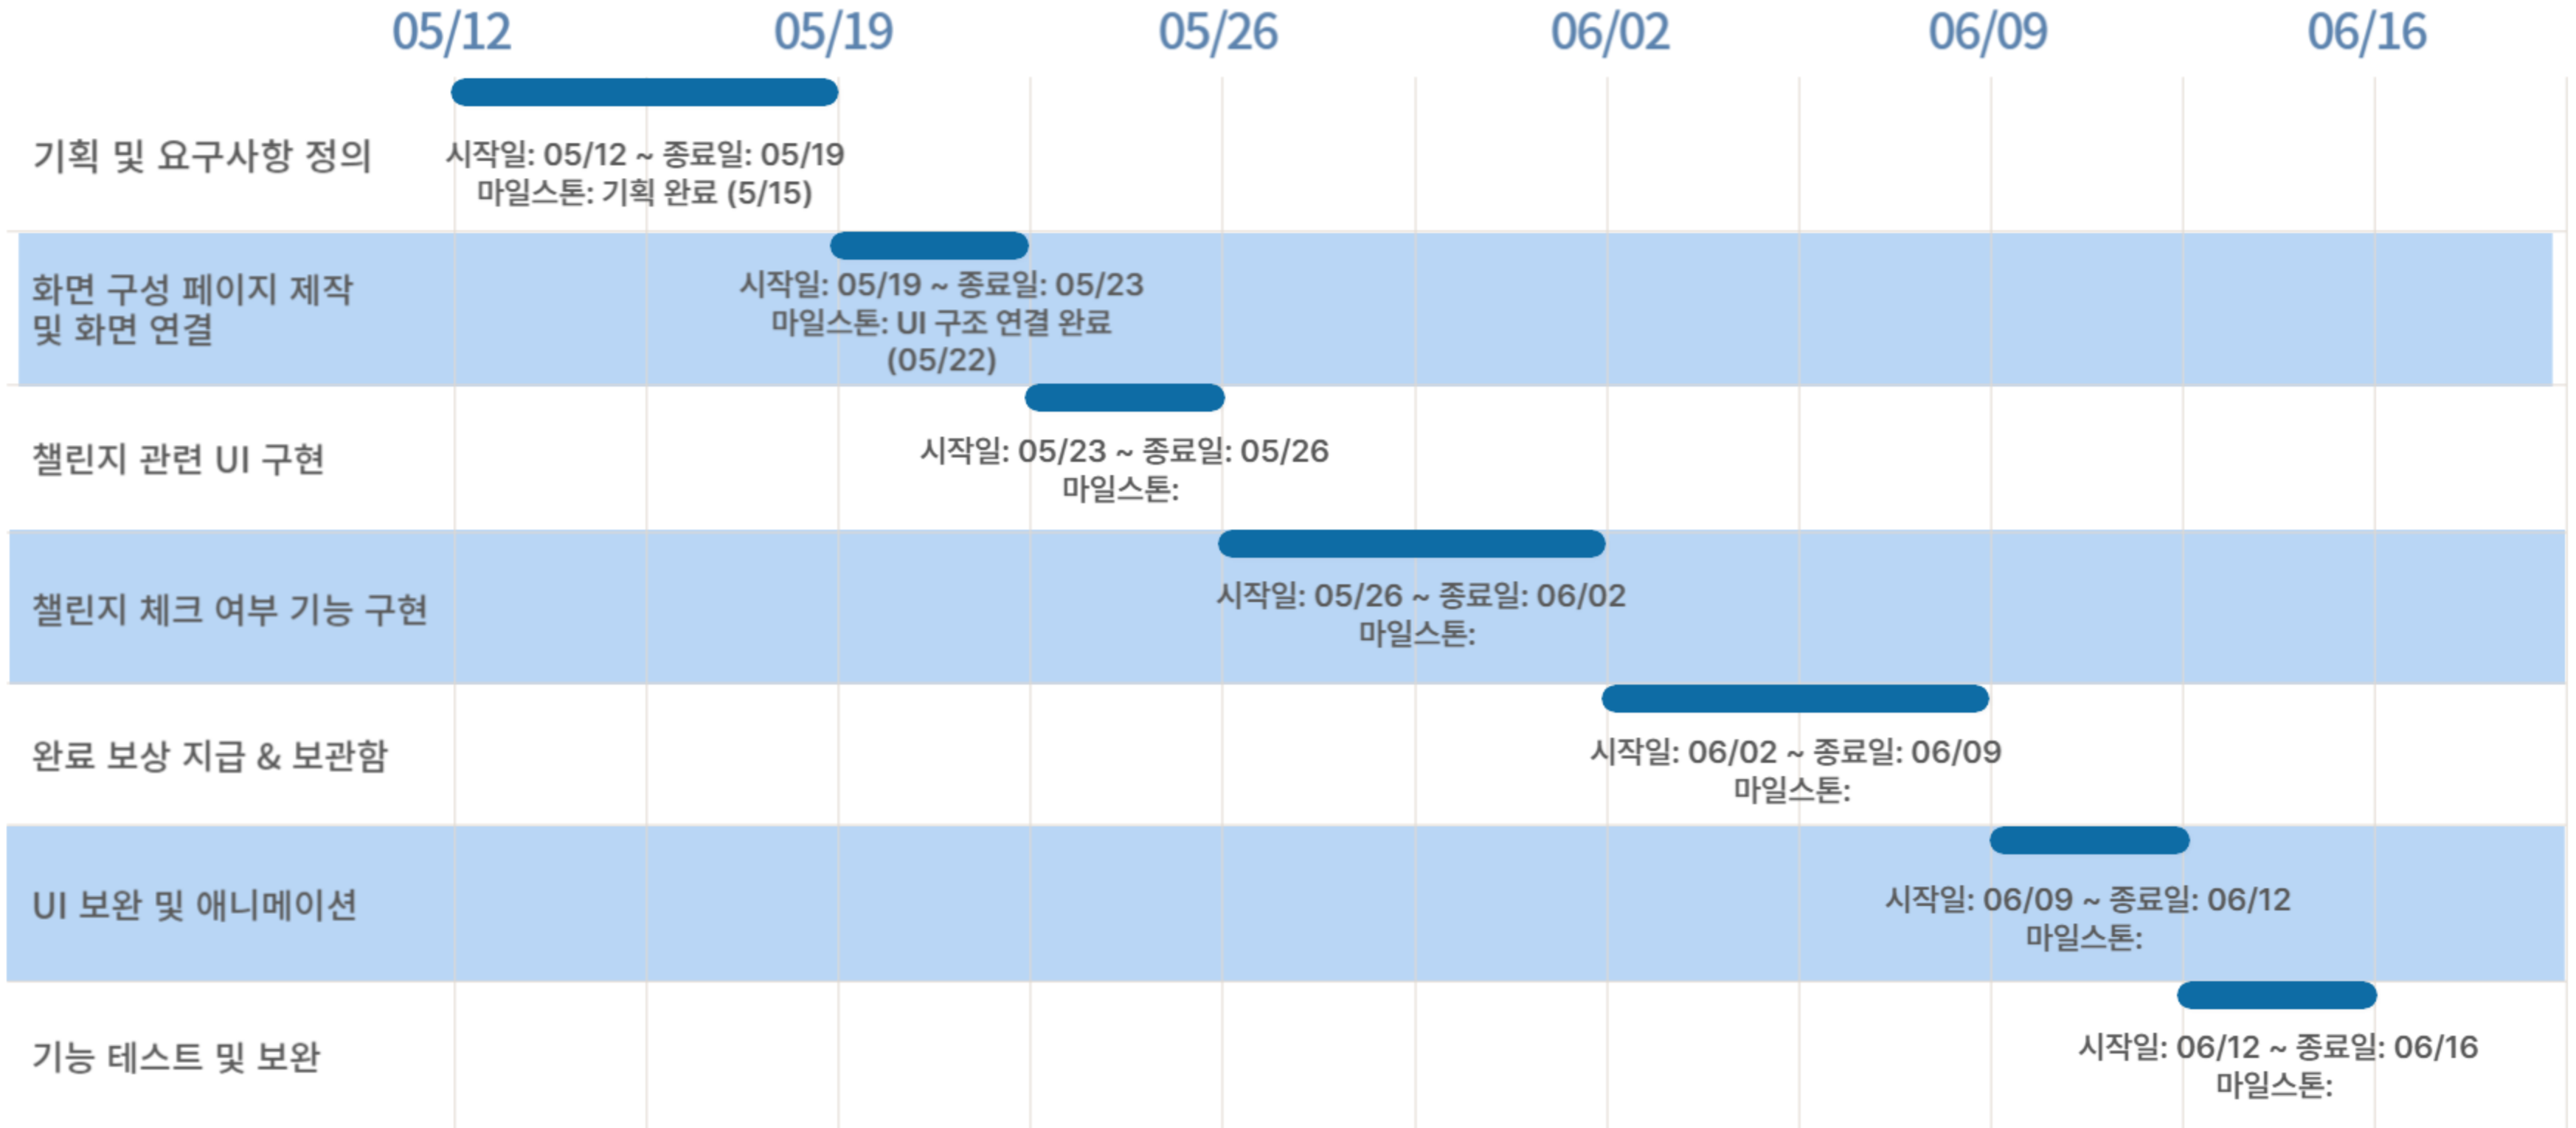 05/12 05/19 05/26 06/02 06/09 06/16
기획 및 요구사항 정의
시작일: 05/12 ~ 종료일: 05/19
마일스톤: 기획 완료 (5/15)
화면 구성 페이지 제작
및 화면 연결
시작일: 05/19 ~ 종료일: 05/23
마일스톤: UI 구조 연결 완료
(05/22)
챌린지 관련 UI 구현
시작일: 05/23 ~ 종료일: 05/26
마일스톤:
챌린지 체크 여부 기능 구현
시작일: 05/26 ~ 종료일: 06/02
마일스톤:
완료 보상 지급 & 보관함
시작일: 06/02 ~ 종료일: 06/09
마일스톤:
UI 보완 및 애니메이션
시작일: 06/09 ~ 종료일: 06/12
마일스톤:
기능 테스트 및 보완
시작일: 06/12 ~ 종료일: 06/16
마일스톤: